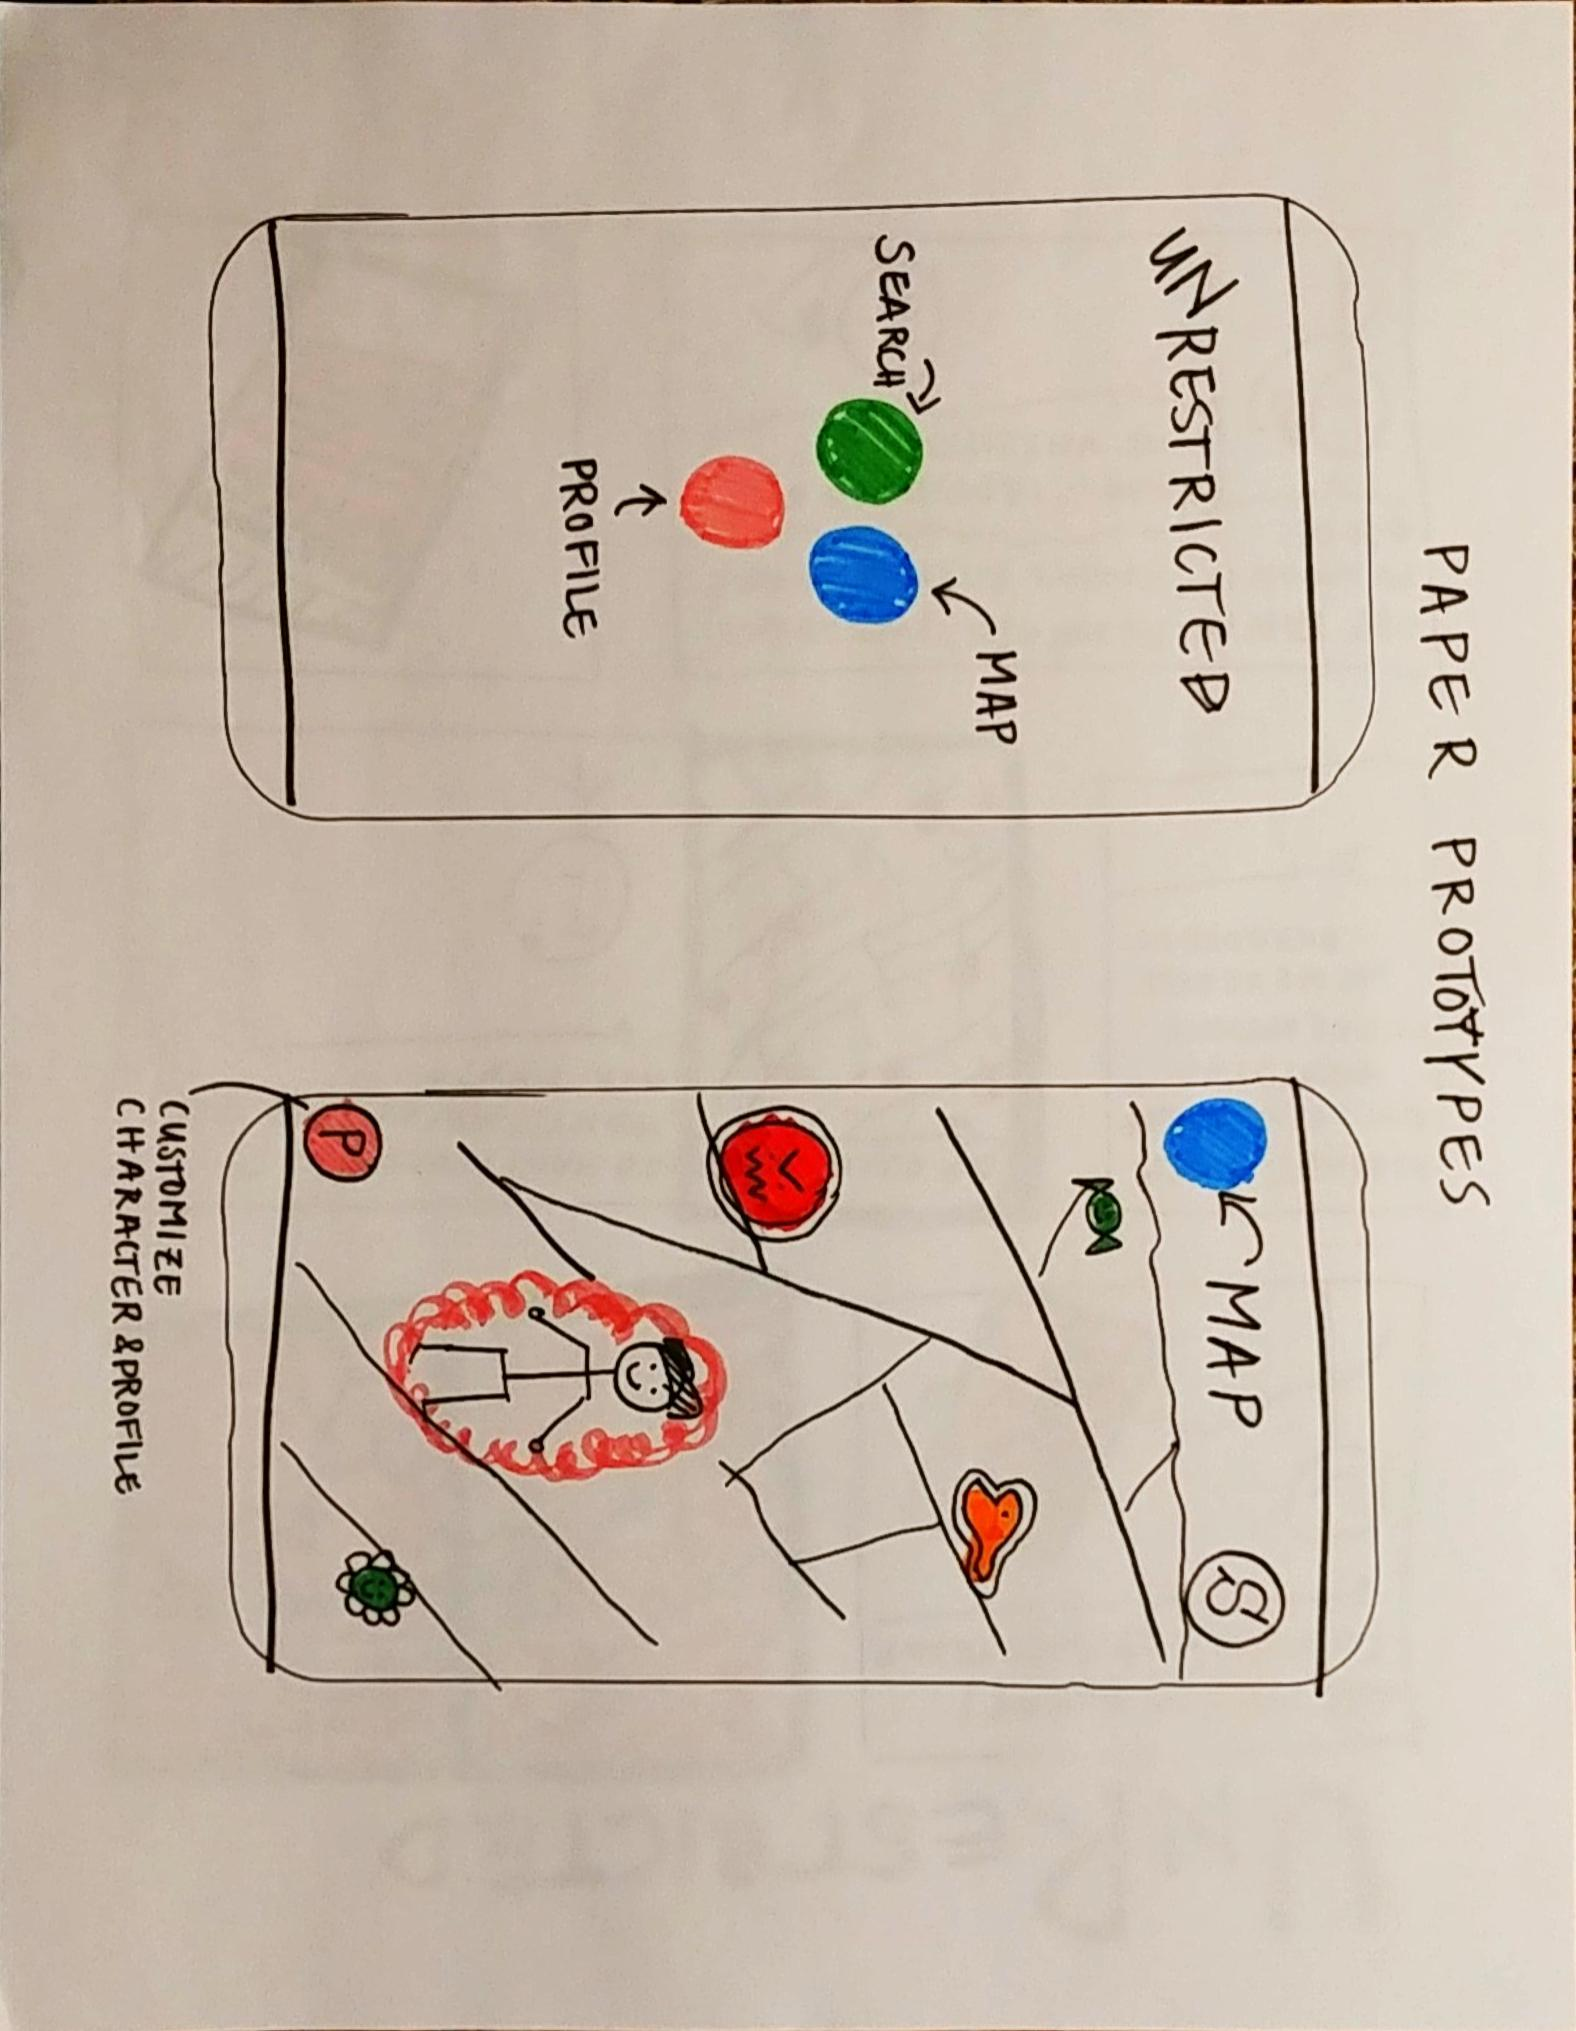 PAPER PROTOTYPES
UNRESTRICTED
SEARCH
MAP
PROFILE
MAP
S
P
CUSTOMIZE
CHARACTER & PROFILE